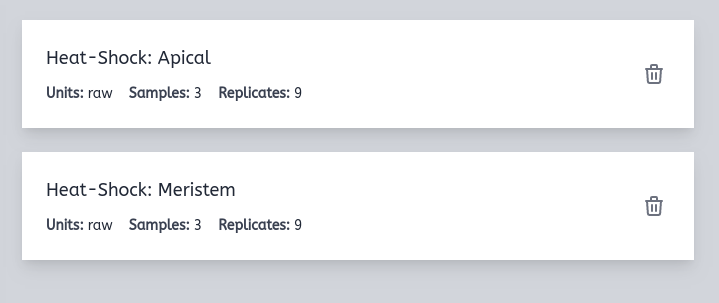 Heat-Shock: Apical
Units: raw Samples: 3 Replicates: 9
Heat-Shock: Meristem
Units: raw Samples: 3 Replicates: 9